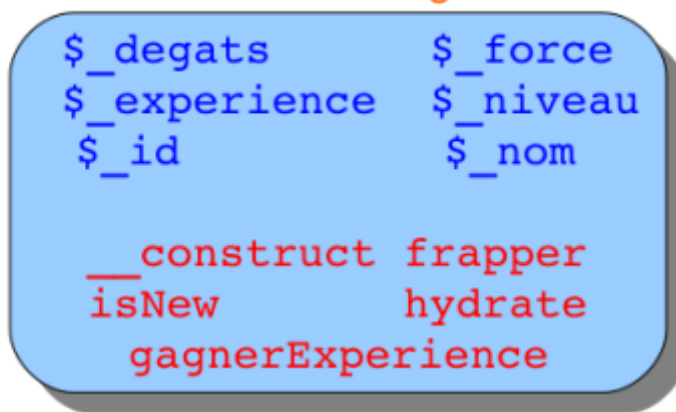 $_degats $_force
$_experience $_niveau
$_id $_nom
__construct frapper
isNew hydrate
gagnerExperience